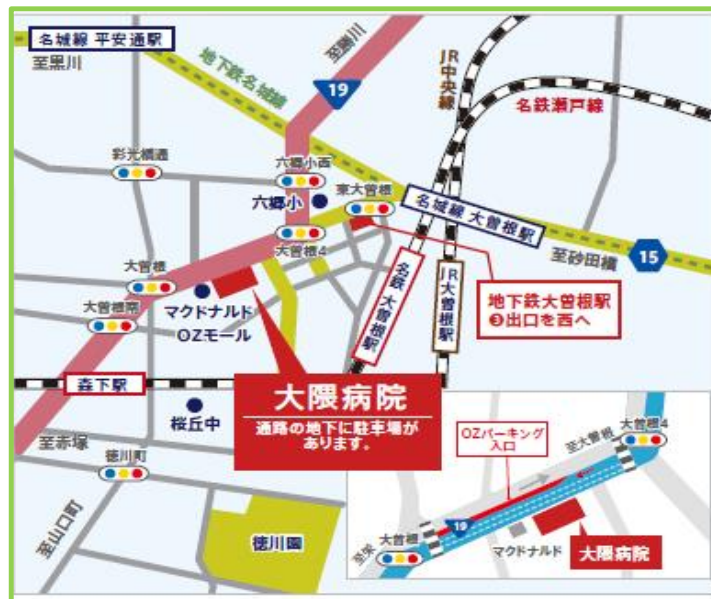 名城線 平安通駅
至黒川
地下鉄名城線
至勝川
19
JR中央線
名鉄瀬戸線
彩光橋通
六郷小西
六郷小
東大曽根
名城線 大曽根駅
大曽根4
至砂田橋
15
大曽根
大曽根南
マクドナルド
OZモール
名鉄 大曽根駅
JR大曽根駅
地下鉄大曽根駅
❸出口を西へ
森下駅
大隈病院
通路の地下に駐車場が
あります。
桜丘中
至赤塚
徳川町
至山口町
徳川園
OZパーキング
入口
至大曽根
大曽根4
19
大曽根
至栄
マクドナルド
大隈病院